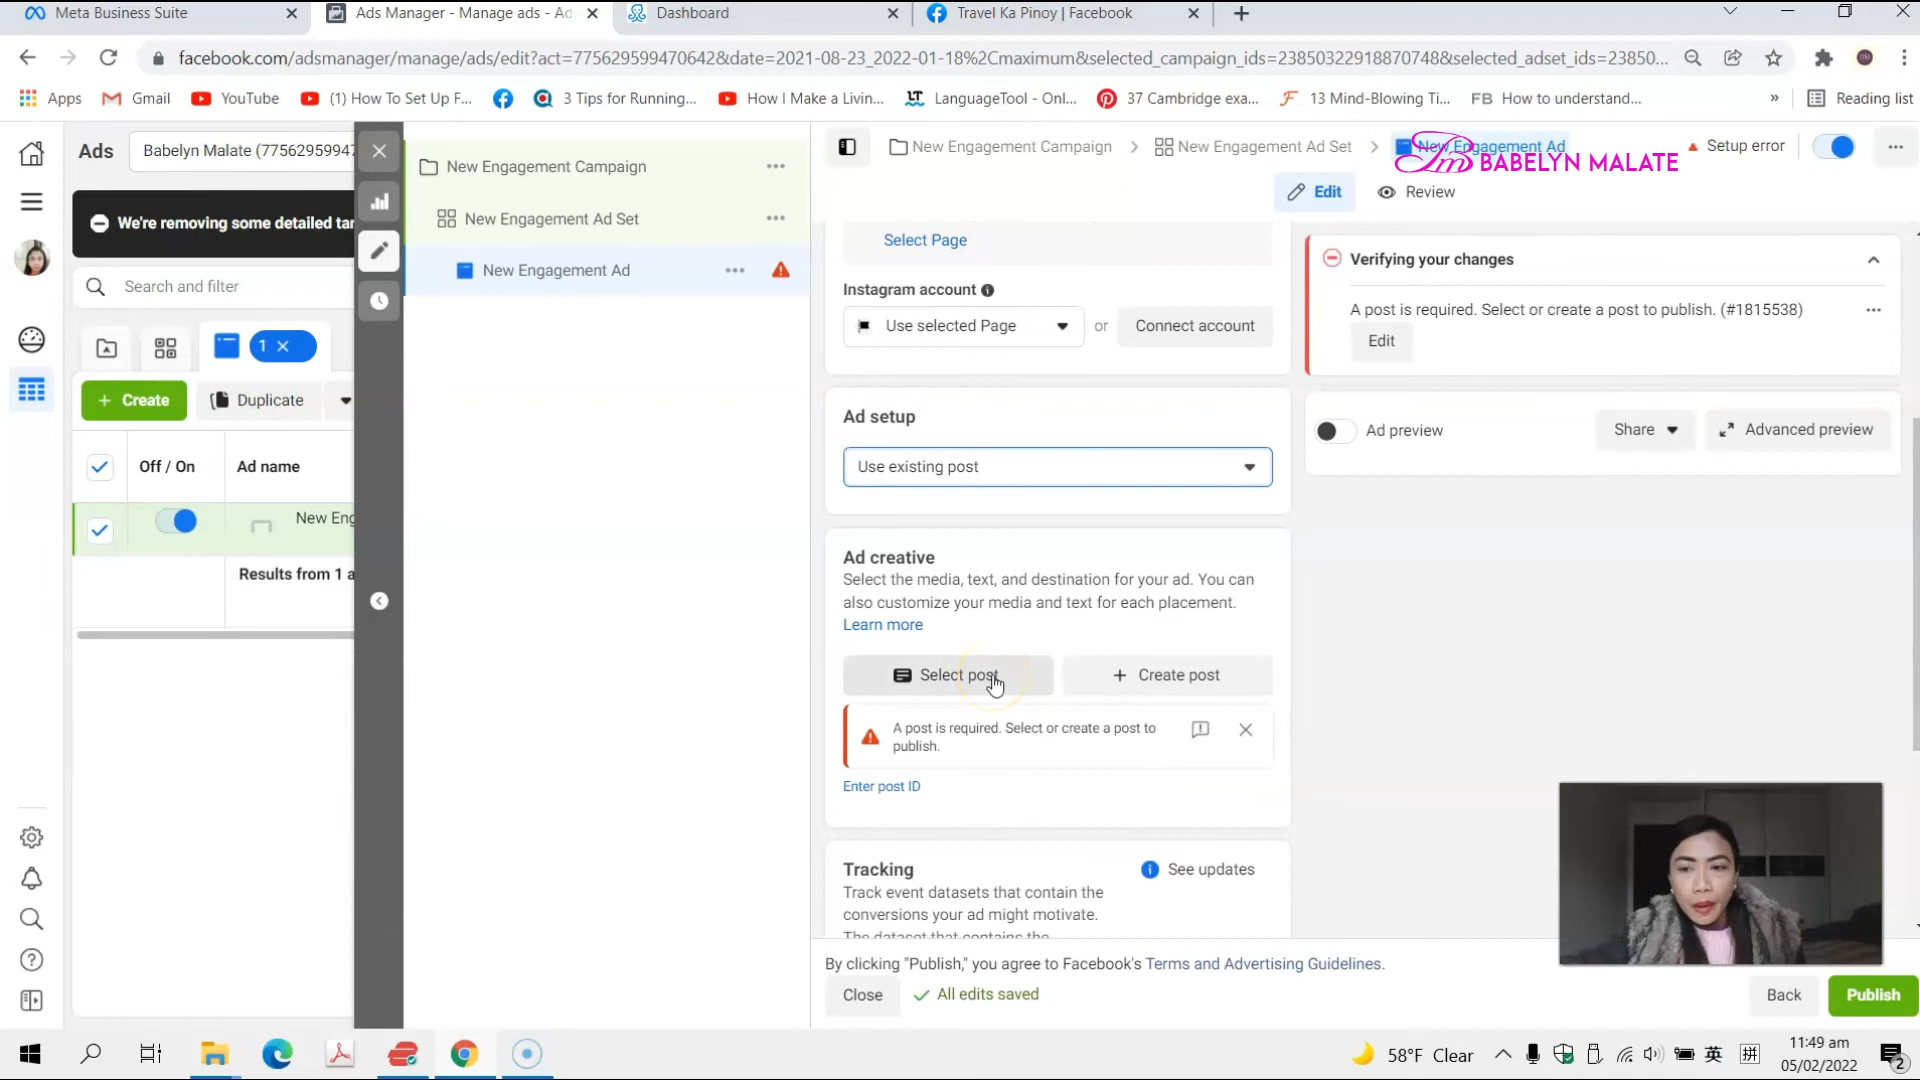 Meta Business Suite
Ads Manager - Manage ads - Ad
Dashboard
Travel Ka Pinoy | Facebook
facebook.com/adsmanager/manage/ads/edit?act=775629599470642&date=2021-08-23_2022-01-18%2Cmaximum&selected_campaign_ids=23850322918870748&selected_adset_ids=23850...
Apps
Gmail
YouTube
(1) How To Set Up F...
3 Tips for Running...
How I Make a Livin...
LanguageTool - Onl...
37 Cambridge exa...
13 Mind-Blowing Ti...
FB How to understand...
»
Reading list
Ads
Babelyn Malate (77562959947
New Engagement Campaign
New Engagement Ad Set
New Engagement Ad
Setup error
BABELYN MALATE
Edit
Review
We're removing some detailed tar
Search and filter
1
+ Create
Duplicate
Off / On
Ad name
New Eng
Results from 1 a
New Engagement Campaign
New Engagement Ad Set
New Engagement Ad
Select Page
Instagram account
Use selected Page
or
Connect account
Ad setup
Use existing post
Ad creative
Select the media, text, and destination for your ad. You can
also customize your media and text for each placement.
Learn more
Select post
+ Create post
A post is required. Select or create a post to
publish.
Enter post ID
Tracking
See updates
Track event datasets that contain the
conversions your ad might motivate.
The dataset that contains the
Verifying your changes
A post is required. Select or create a post to publish. (#1815538)
Edit
Ad preview
Share
Advanced preview
By clicking "Publish," you agree to Facebook's Terms and Advertising Guidelines.
Close
All edits saved
Back
Publish
58°F Clear
英
拼
11:49 am
05/02/2022
2